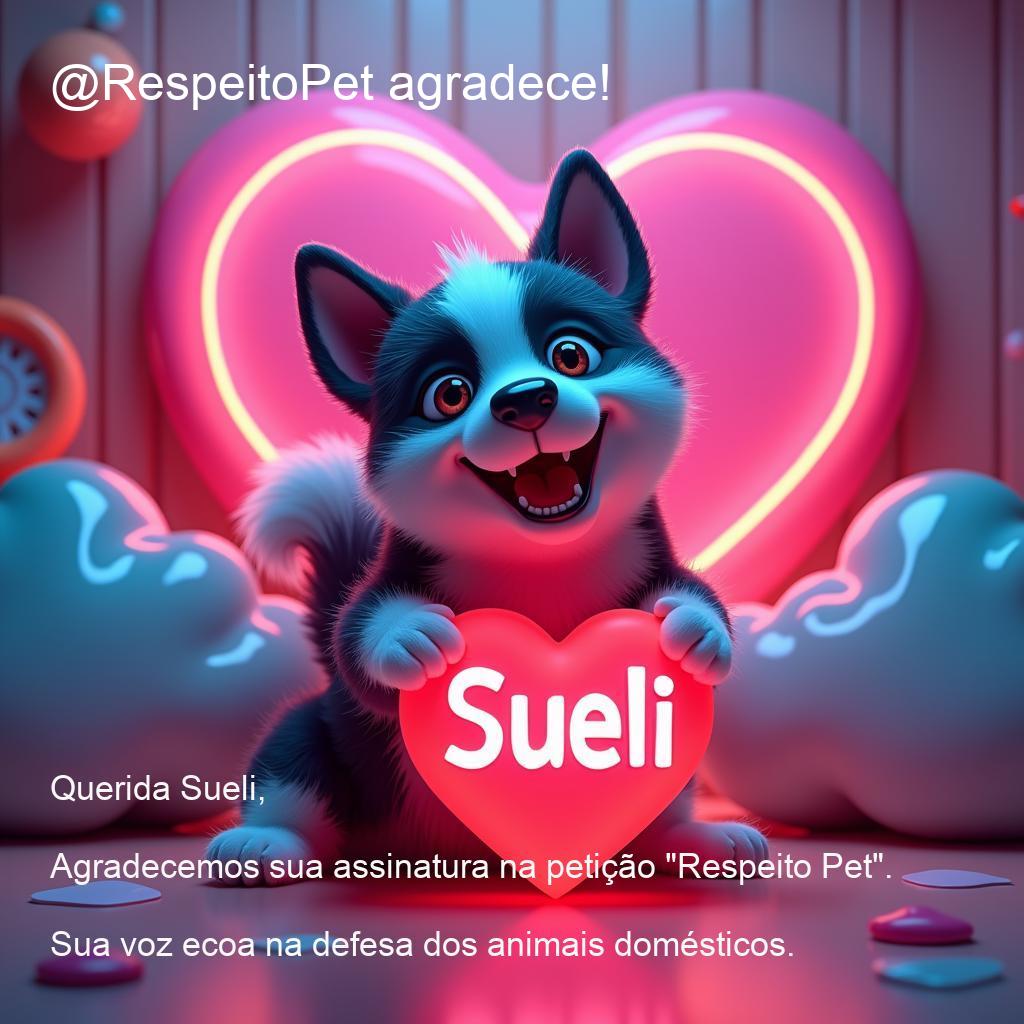 @RespeitoPet agradece!
Sueli
Querida Sueli,
Agradecemos sua assinatura na petição "Respeito Pet".
Sua voz ecoa na defesa dos animais domésticos.